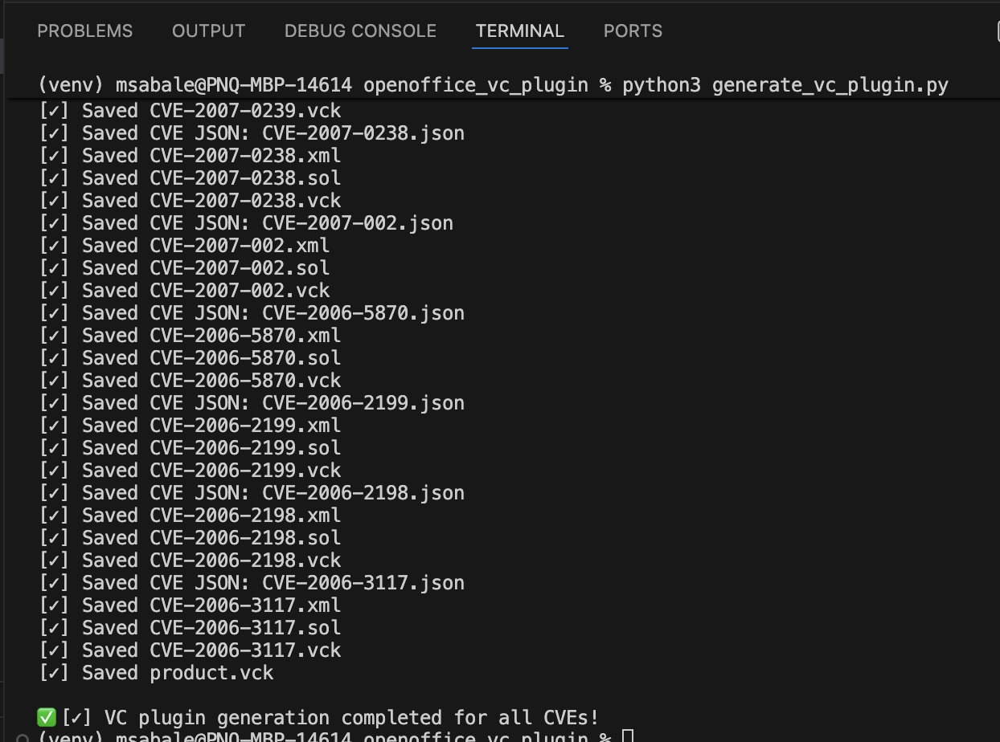 PROBLEMS OUTPUT DEBUG CONSOLE TERMINAL PORTS
(venv) msabale@PNQ-MBP-14614 openoffice_vc_plugin % python3 generate_vc_plugin.py
[✓] Saved CVE-2007-0239.vck
[✓] Saved CVE JSON: CVE-2007-0238.json
[✓] Saved CVE-2007-0238.xml
[✓] Saved CVE-2007-0238.sol
[✓] Saved CVE-2007-0238.vck
[✓] Saved CVE JSON: CVE-2007-002.json
[✓] Saved CVE-2007-002.xml
[✓] Saved CVE-2007-002.sol
[✓] Saved CVE-2007-002.vck
[✓] Saved CVE JSON: CVE-2006-5870.json
[✓] Saved CVE-2006-5870.xml
[✓] Saved CVE-2006-5870.sol
[✓] Saved CVE-2006-5870.vck
[✓] Saved CVE JSON: CVE-2006-2199.json
[✓] Saved CVE-2006-2199.xml
[✓] Saved CVE-2006-2199.sol
[✓] Saved CVE-2006-2199.vck
[✓] Saved CVE JSON: CVE-2006-2198.json
[✓] Saved CVE-2006-2198.xml
[✓] Saved CVE-2006-2198.sol
[✓] Saved CVE-2006-2198.vck
[✓] Saved CVE JSON: CVE-2006-3117.json
[✓] Saved CVE-2006-3117.xml
[✓] Saved CVE-2006-3117.sol
[✓] Saved CVE-2006-3117.vck
[✓] Saved product.vck
✅[✓] VC plugin generation completed for all CVEs!
(venv) msabale@PNQ-MBP-14614 openoffice_vc_plugin %